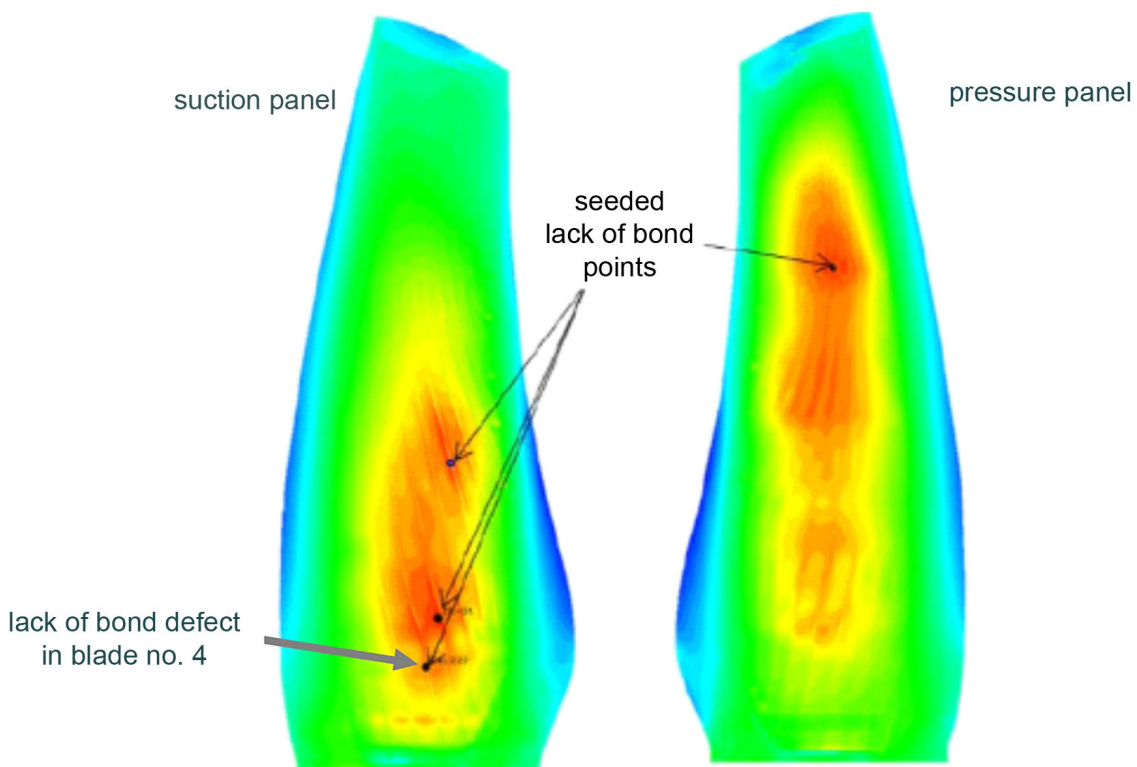 suction panel
pressure panel
seeded
lack of bond
points
lack of bond defect
in blade no. 4